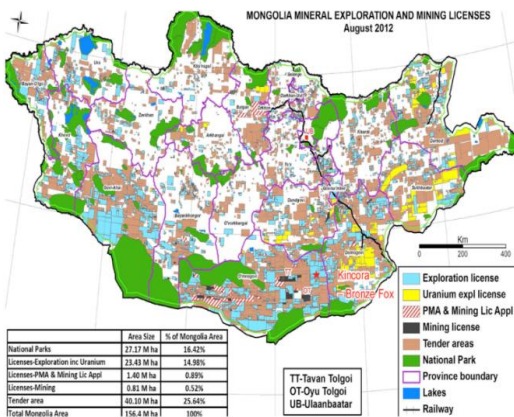 MONGOLIA MINERAL EXPLORATION AND MINING LICENSES
August 2012
Kincora
Bronze Fox
Km
0 200 400
Exploration license
Uranium expl license
PMA & Mining Lic Appl
Mining license
Tender areas
National Park
Province boundary
Lakes
Railway
TT-Tavan Tolgoi
OT-Oyu Tolgoi
UB-Ulaanbaatar
Area Size % of Mongolia Area
National Parks 27.17 M ha 16.42%
Licenses-Exploration inc Uranium 23.43 M ha 14.98%
Licenses-PMA & Mining Lic Appl 1.40 M ha 0.89%
Licenses-Mining 0.81 M ha 0.52%
Tender areas 40.10 M ha 25.64%
Total Mongolia Area 156.4 M ha 100%